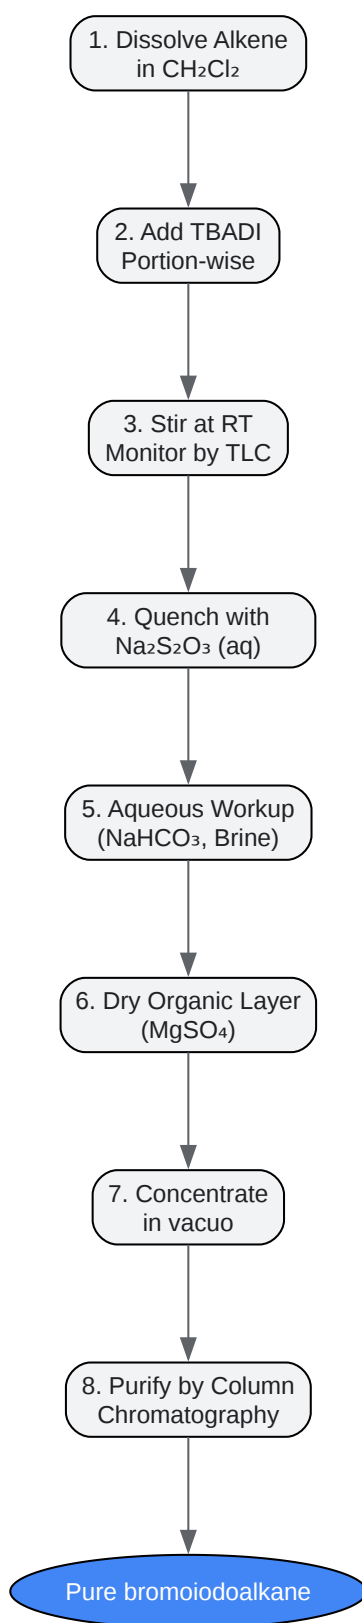 1. Dissolve Alkene
in CH₂Cl₂
2. Add TBADI
Portion-wise
3. Stir at RT
Monitor by TLC
4. Quench with
Na₂S₂O₃ (aq)
5. Aqueous Workup
(NaHCO₃, Brine)
6. Dry Organic Layer
(MgSO₄)
7. Concentrate
in vacuo
8. Purify by Column
Chromatography
Pure bromoiodoalkane